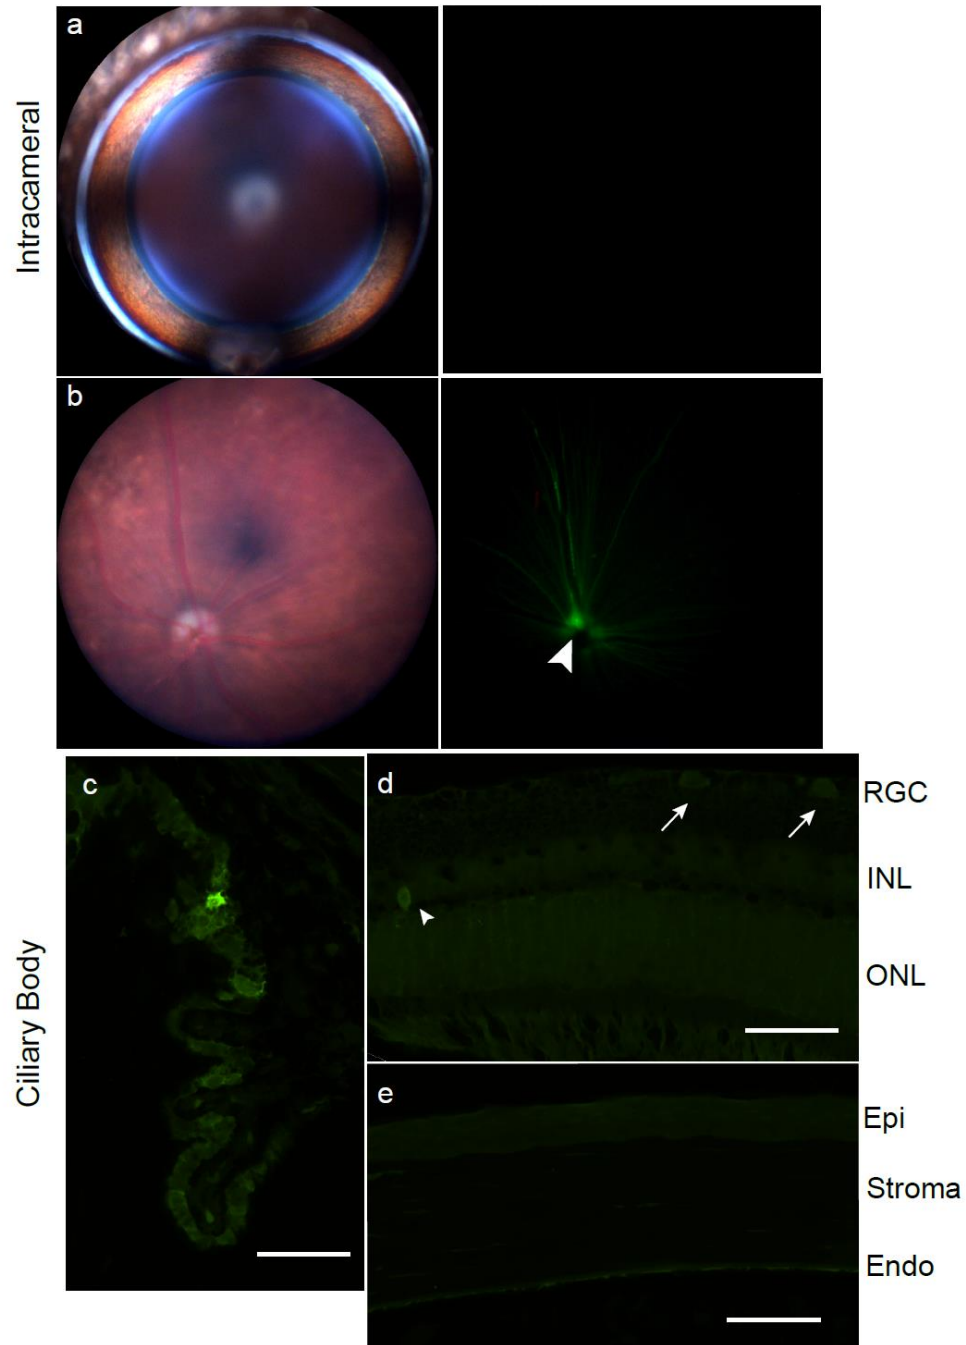 a
Intracameral
b
c
d
RGC
INL
ONL
Ciliary Body
e
Epi
Stroma
Endo